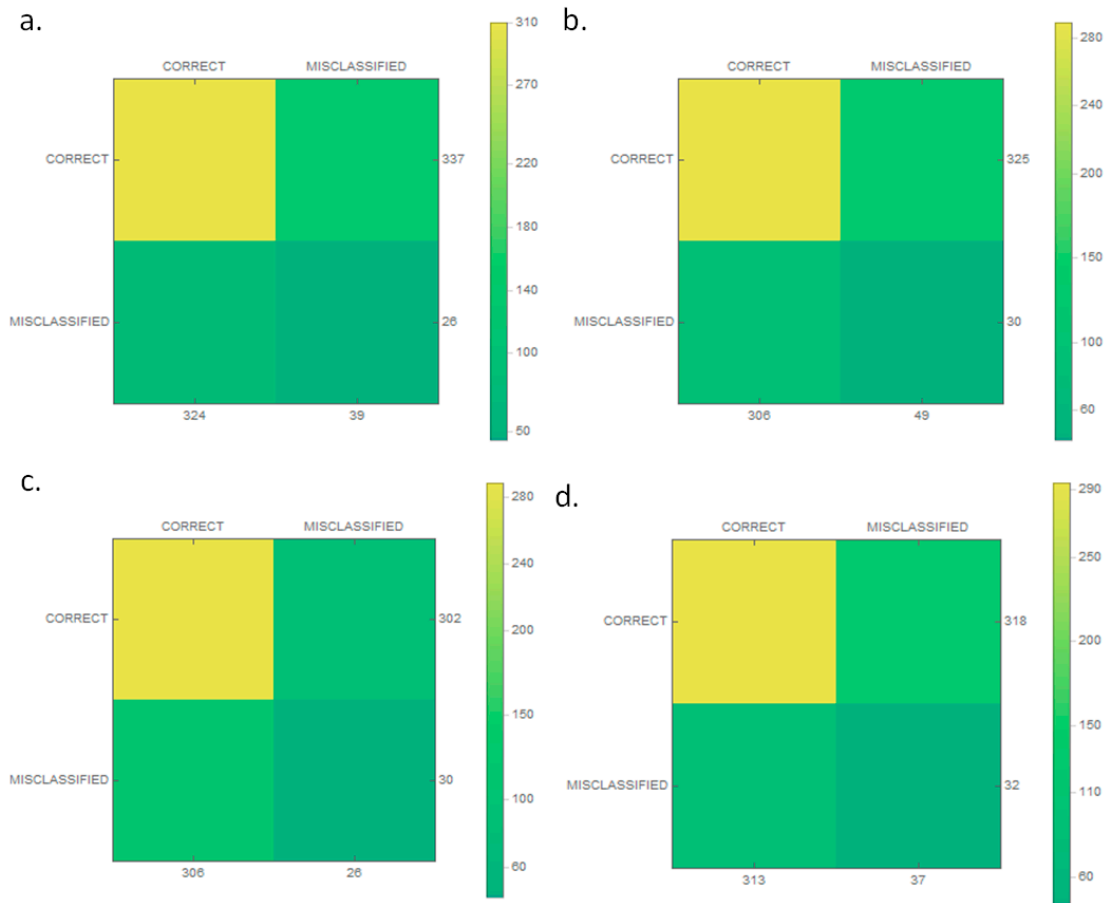 a.
CORRECT MISCLASSIFIED
CORRECT
MISCLASSIFIED
337
26
324 39
310
270
220
180
140
100
50
b.
CORRECT MISCLASSIFIED
CORRECT
MISCLASSIFIED
325
30
306 49
280
240
200
150
100
60
c.
CORRECT MISCLASSIFIED
CORRECT
MISCLASSIFIED
302
30
306 26
280
240
200
150
100
60
d.
CORRECT MISCLASSIFIED
CORRECT
MISCLASSIFIED
318
32
313 37
290
250
200
150
110
60